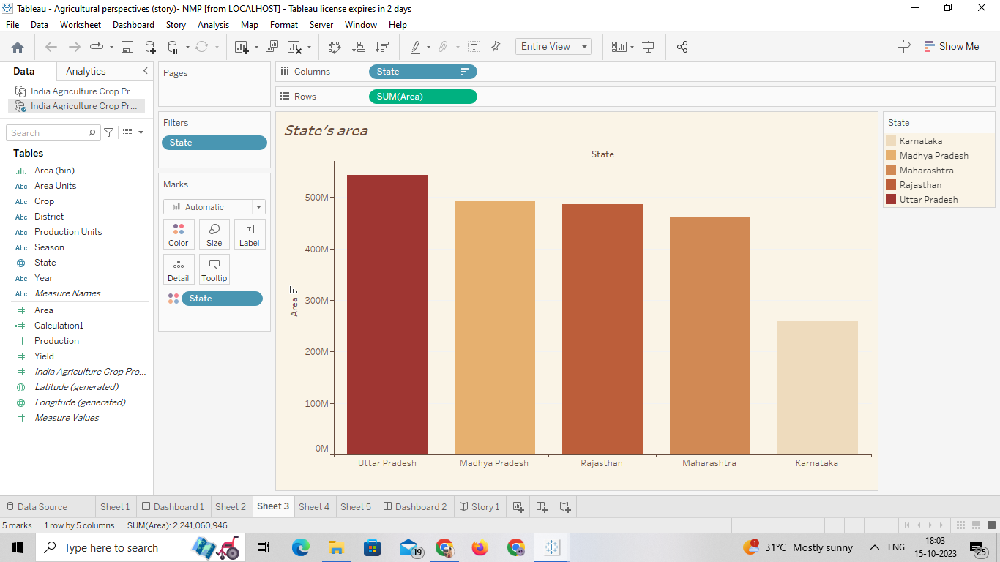 Tableau - Agricultural perspectives (story)- NMP [from LOCALHOST] - Tableau license expires in 2 days
File Data Worksheet Dashboard Story Analysis Map Format Server Window Help
Entire View
Show Me
Data Analytics
India Agriculture Crop Pr...
India Agriculture Crop Pr...
Search
Tables
Area (bin)
Abc Area Units
Abc Crop
Abc District
Abc Production Units
Abc Season
State
Abc Year
Abc Measure Names
Area
Calculation1
Production
Yield
India Agriculture Crop Pro...
Latitude (generated)
Longitude (generated)
Measure Values
Pages
Filters
State
Marks
Automatic
Color Size Label
Detail Tooltip
State
Columns State
Rows SUM(Area)
State's area
State
500M
400M
300M
200M
100M
0M
Area
Uttar Pradesh Madhya Pradesh Rajasthan Maharashtra Karnataka
State
Karnataka
Madhya Pradesh
Maharashtra
Rajasthan
Uttar Pradesh
Data Source Sheet 1 Dashboard 1 Sheet 2 Sheet 3 Sheet 4 Sheet 5 Dashboard 2 Story 1
5 marks 1 row by 5 columns SUM(Area): 2,241,060,946
Type here to search
19
1
31°C Mostly sunny
ENG
18:03
15-10-2023
25